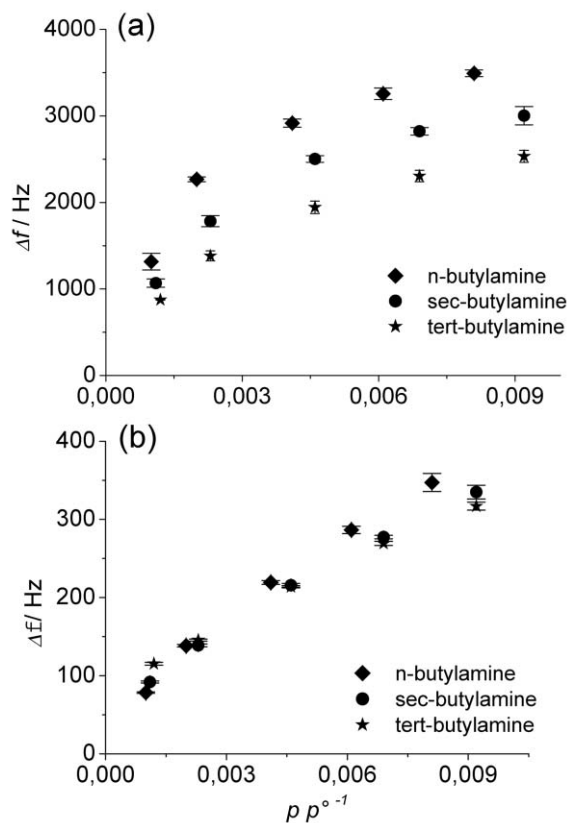 (a)
4000
3000
2000
1000
0
Δf / Hz
n-butylamine
sec-butylamine
tert-butylamine
0,000 0,003 0,006 0,009
(b)
400
300
200
100
0
Δf/ Hz
n-butylamine
sec-butylamine
tert-butylamine
0,000 0,003 0,006 0,009
p p° ⁻¹